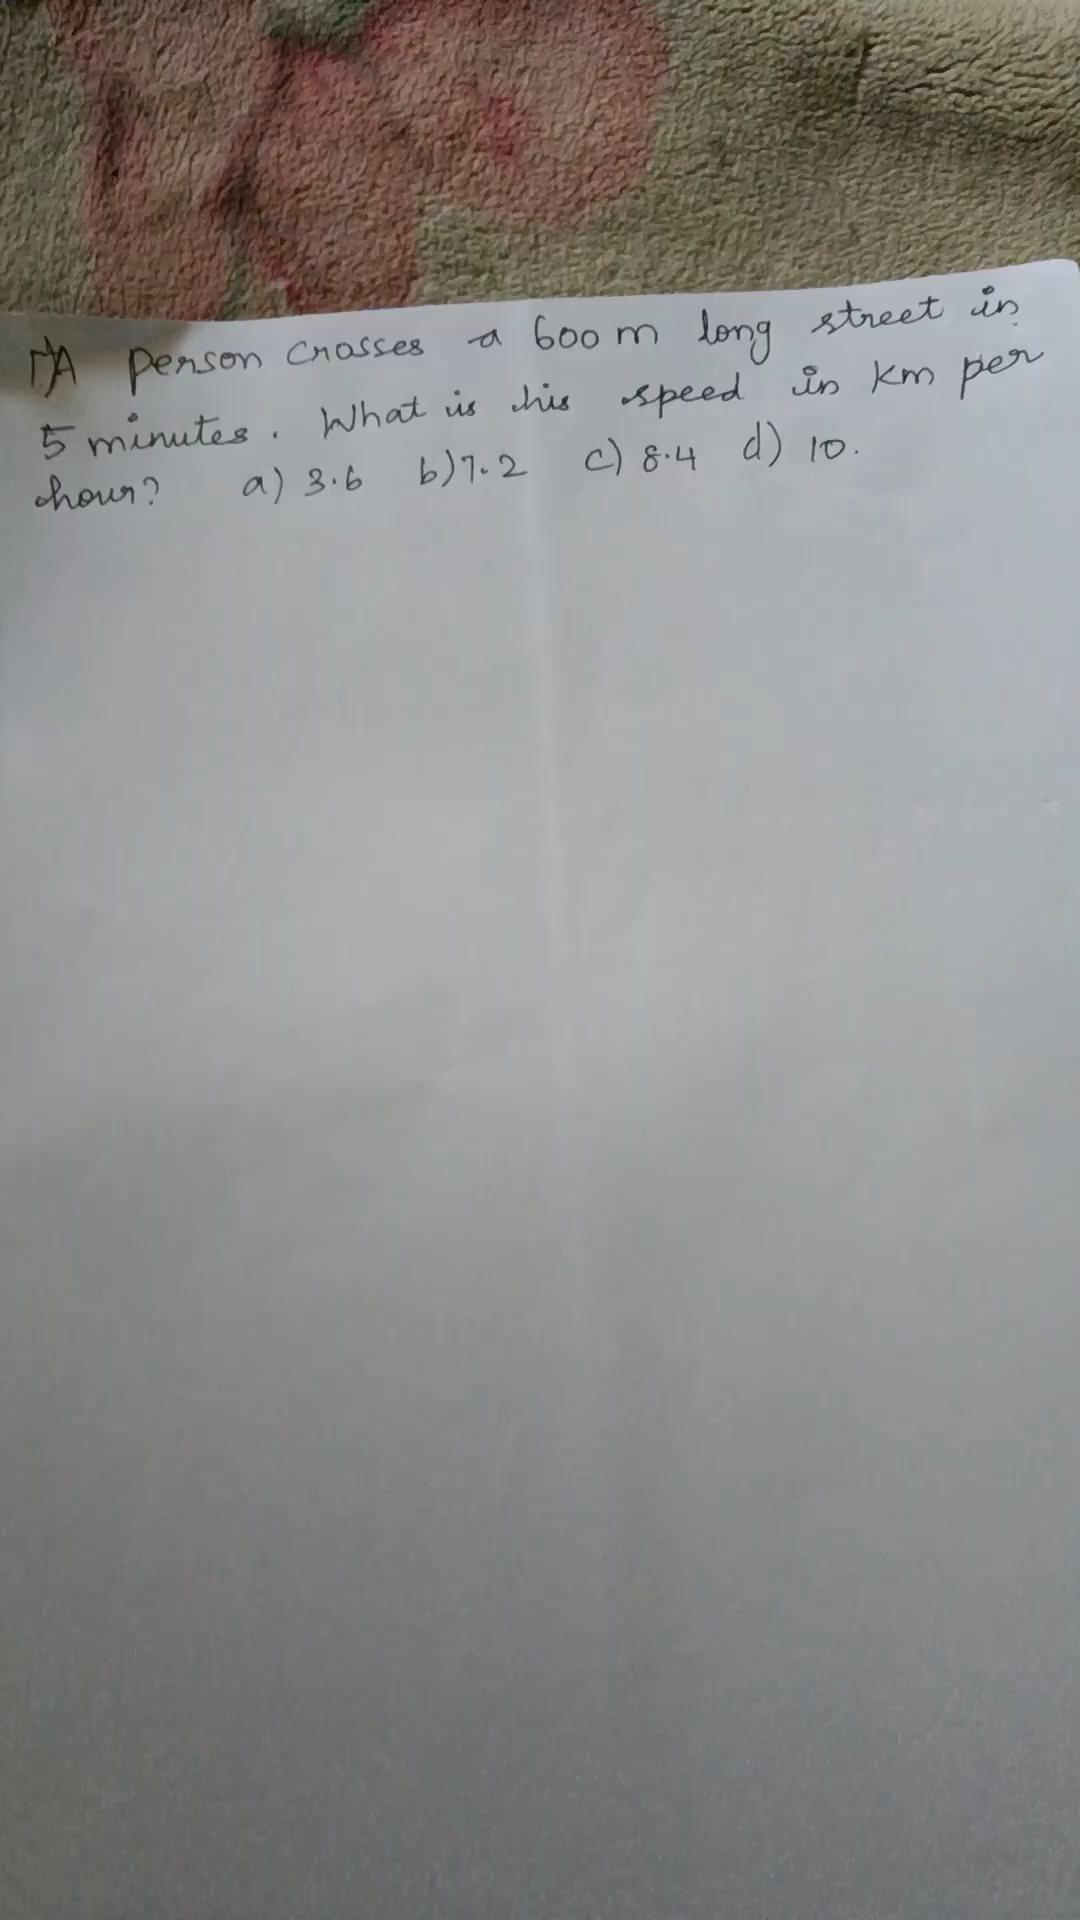 1) A person crosses a 600 m long street in
5 minutes. What is his speed in km per
hour? a) 3.6 b) 7.2 c) 8.4 d) 10.